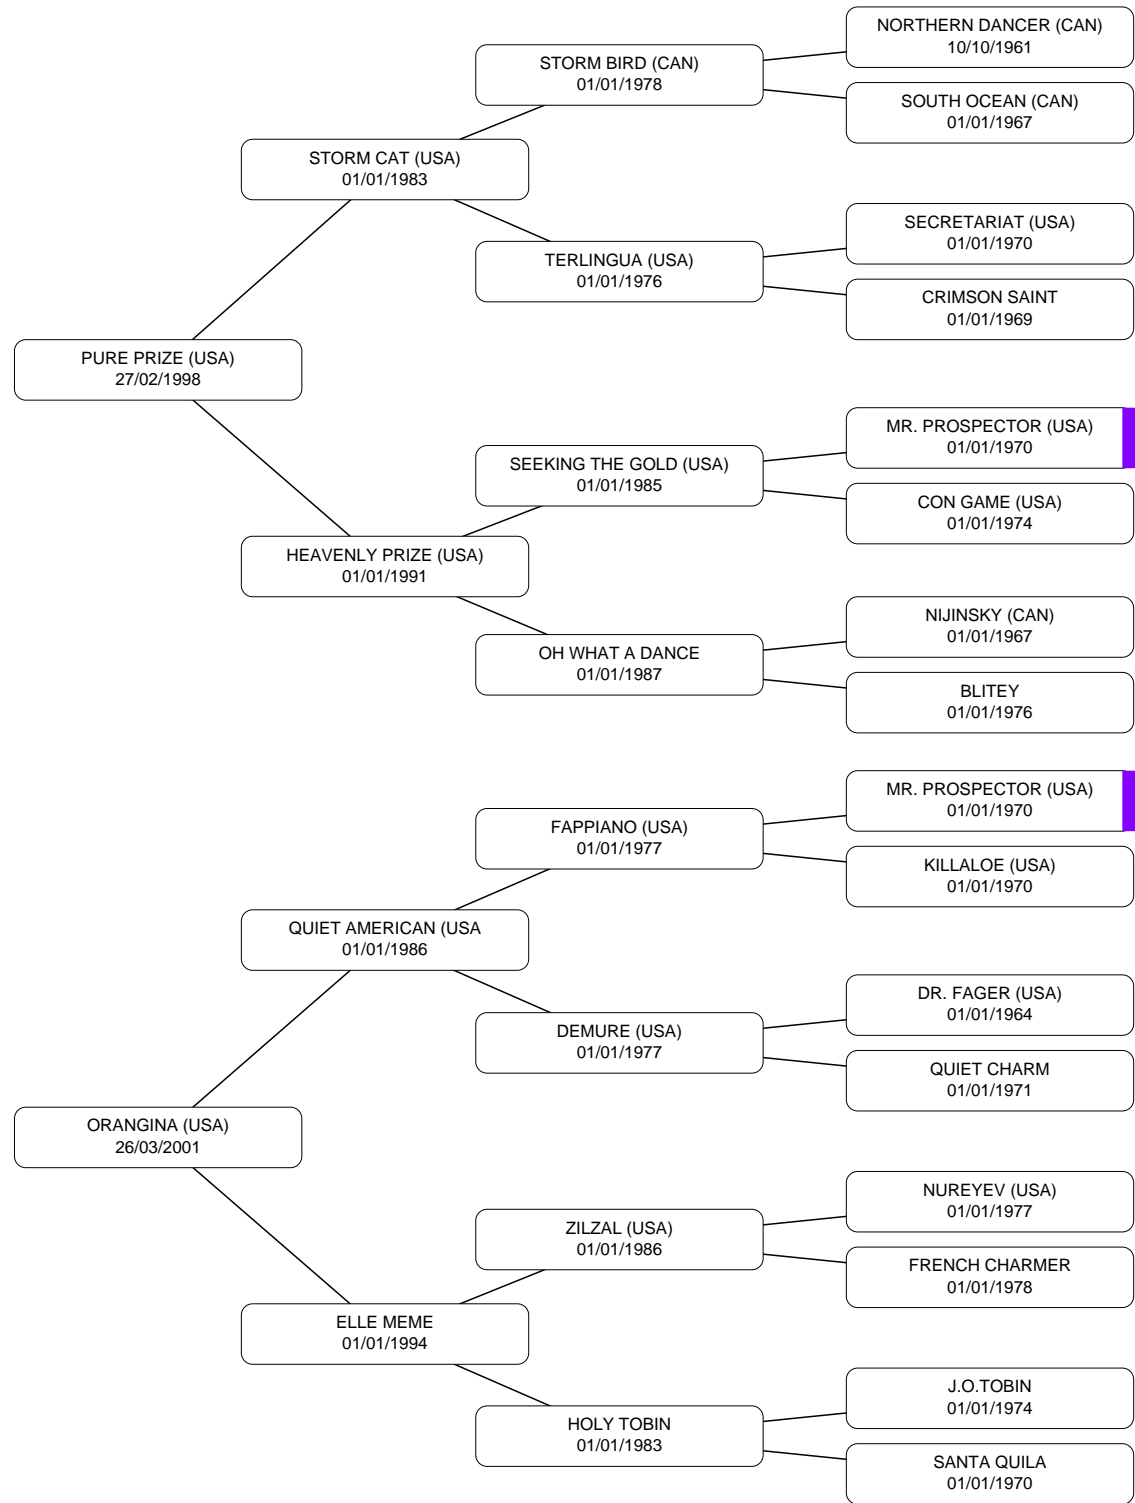 NORTHERN DANCER (CAN)
10/10/1961
STORM BIRD (CAN)
01/01/1978
SOUTH OCEAN (CAN)
01/01/1967
STORM CAT (USA)
01/01/1983
SECRETARIAT (USA)
01/01/1970
TERLINGUA (USA)
01/01/1976
CRIMSON SAINT
01/01/1969
PURE PRIZE (USA)
27/02/1998
MR. PROSPECTOR (USA)
01/01/1970
SEEKING THE GOLD (USA)
01/01/1985
CON GAME (USA)
01/01/1974
HEAVENLY PRIZE (USA)
01/01/1991
NIJINSKY (CAN)
01/01/1967
OH WHAT A DANCE
01/01/1987
BLITEY
01/01/1976
MR. PROSPECTOR (USA)
01/01/1970
FAPPIANO (USA)
01/01/1977
KILLALOE (USA)
01/01/1970
QUIET AMERICAN (USA
01/01/1986
DR. FAGER (USA)
01/01/1964
DEMURE (USA)
01/01/1977
QUIET CHARM
01/01/1971
ORANGINA (USA)
26/03/2001
NUREYEV (USA)
01/01/1977
ZILZAL (USA)
01/01/1986
FRENCH CHARMER
01/01/1978
ELLE MEME
01/01/1994
J.O.TOBIN
01/01/1974
HOLY TOBIN
01/01/1983
SANTA QUILA
01/01/1970